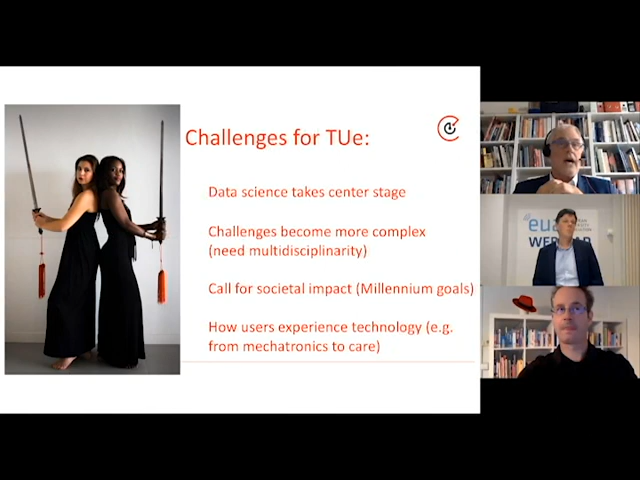 Challenges for TUe:
Data science takes center stage
Challenges become more complex
(need multidisciplinarity)
Call for societal impact (Millennium goals)
How users experience technology (e.g.
from mechatronics to care)
eua